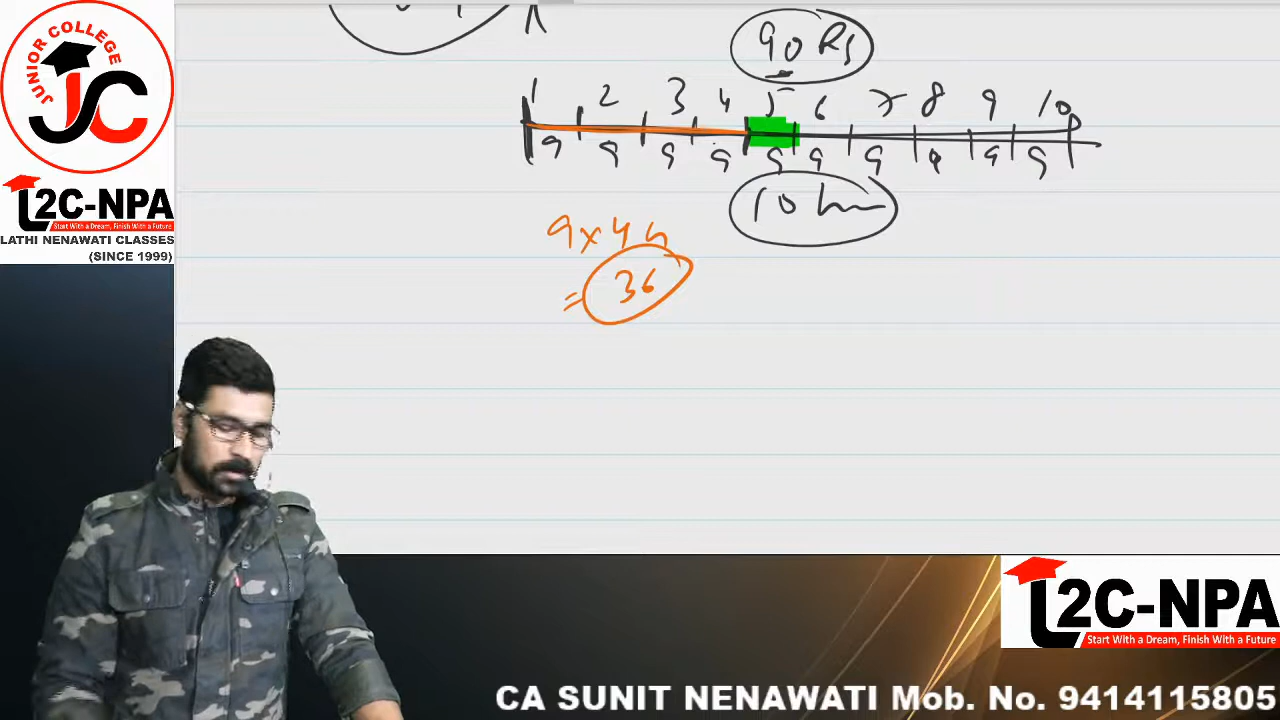 JUNIOR COLLEGE
JC
L2C-NPA
Start With a Dream, Finish With a Future
LATHI NENAWATI CLASSES
(SINCE 1999)
90 Rs
1 2 3 4 5 6 7 8 9 10
9 9 9 9 9 9 9 9 9 9
10 hr
9x4
= 36
L2C-NPA
Start With a Dream, Finish With a Future
CA SUNIT NENAWATI Mob. No. 9414115805